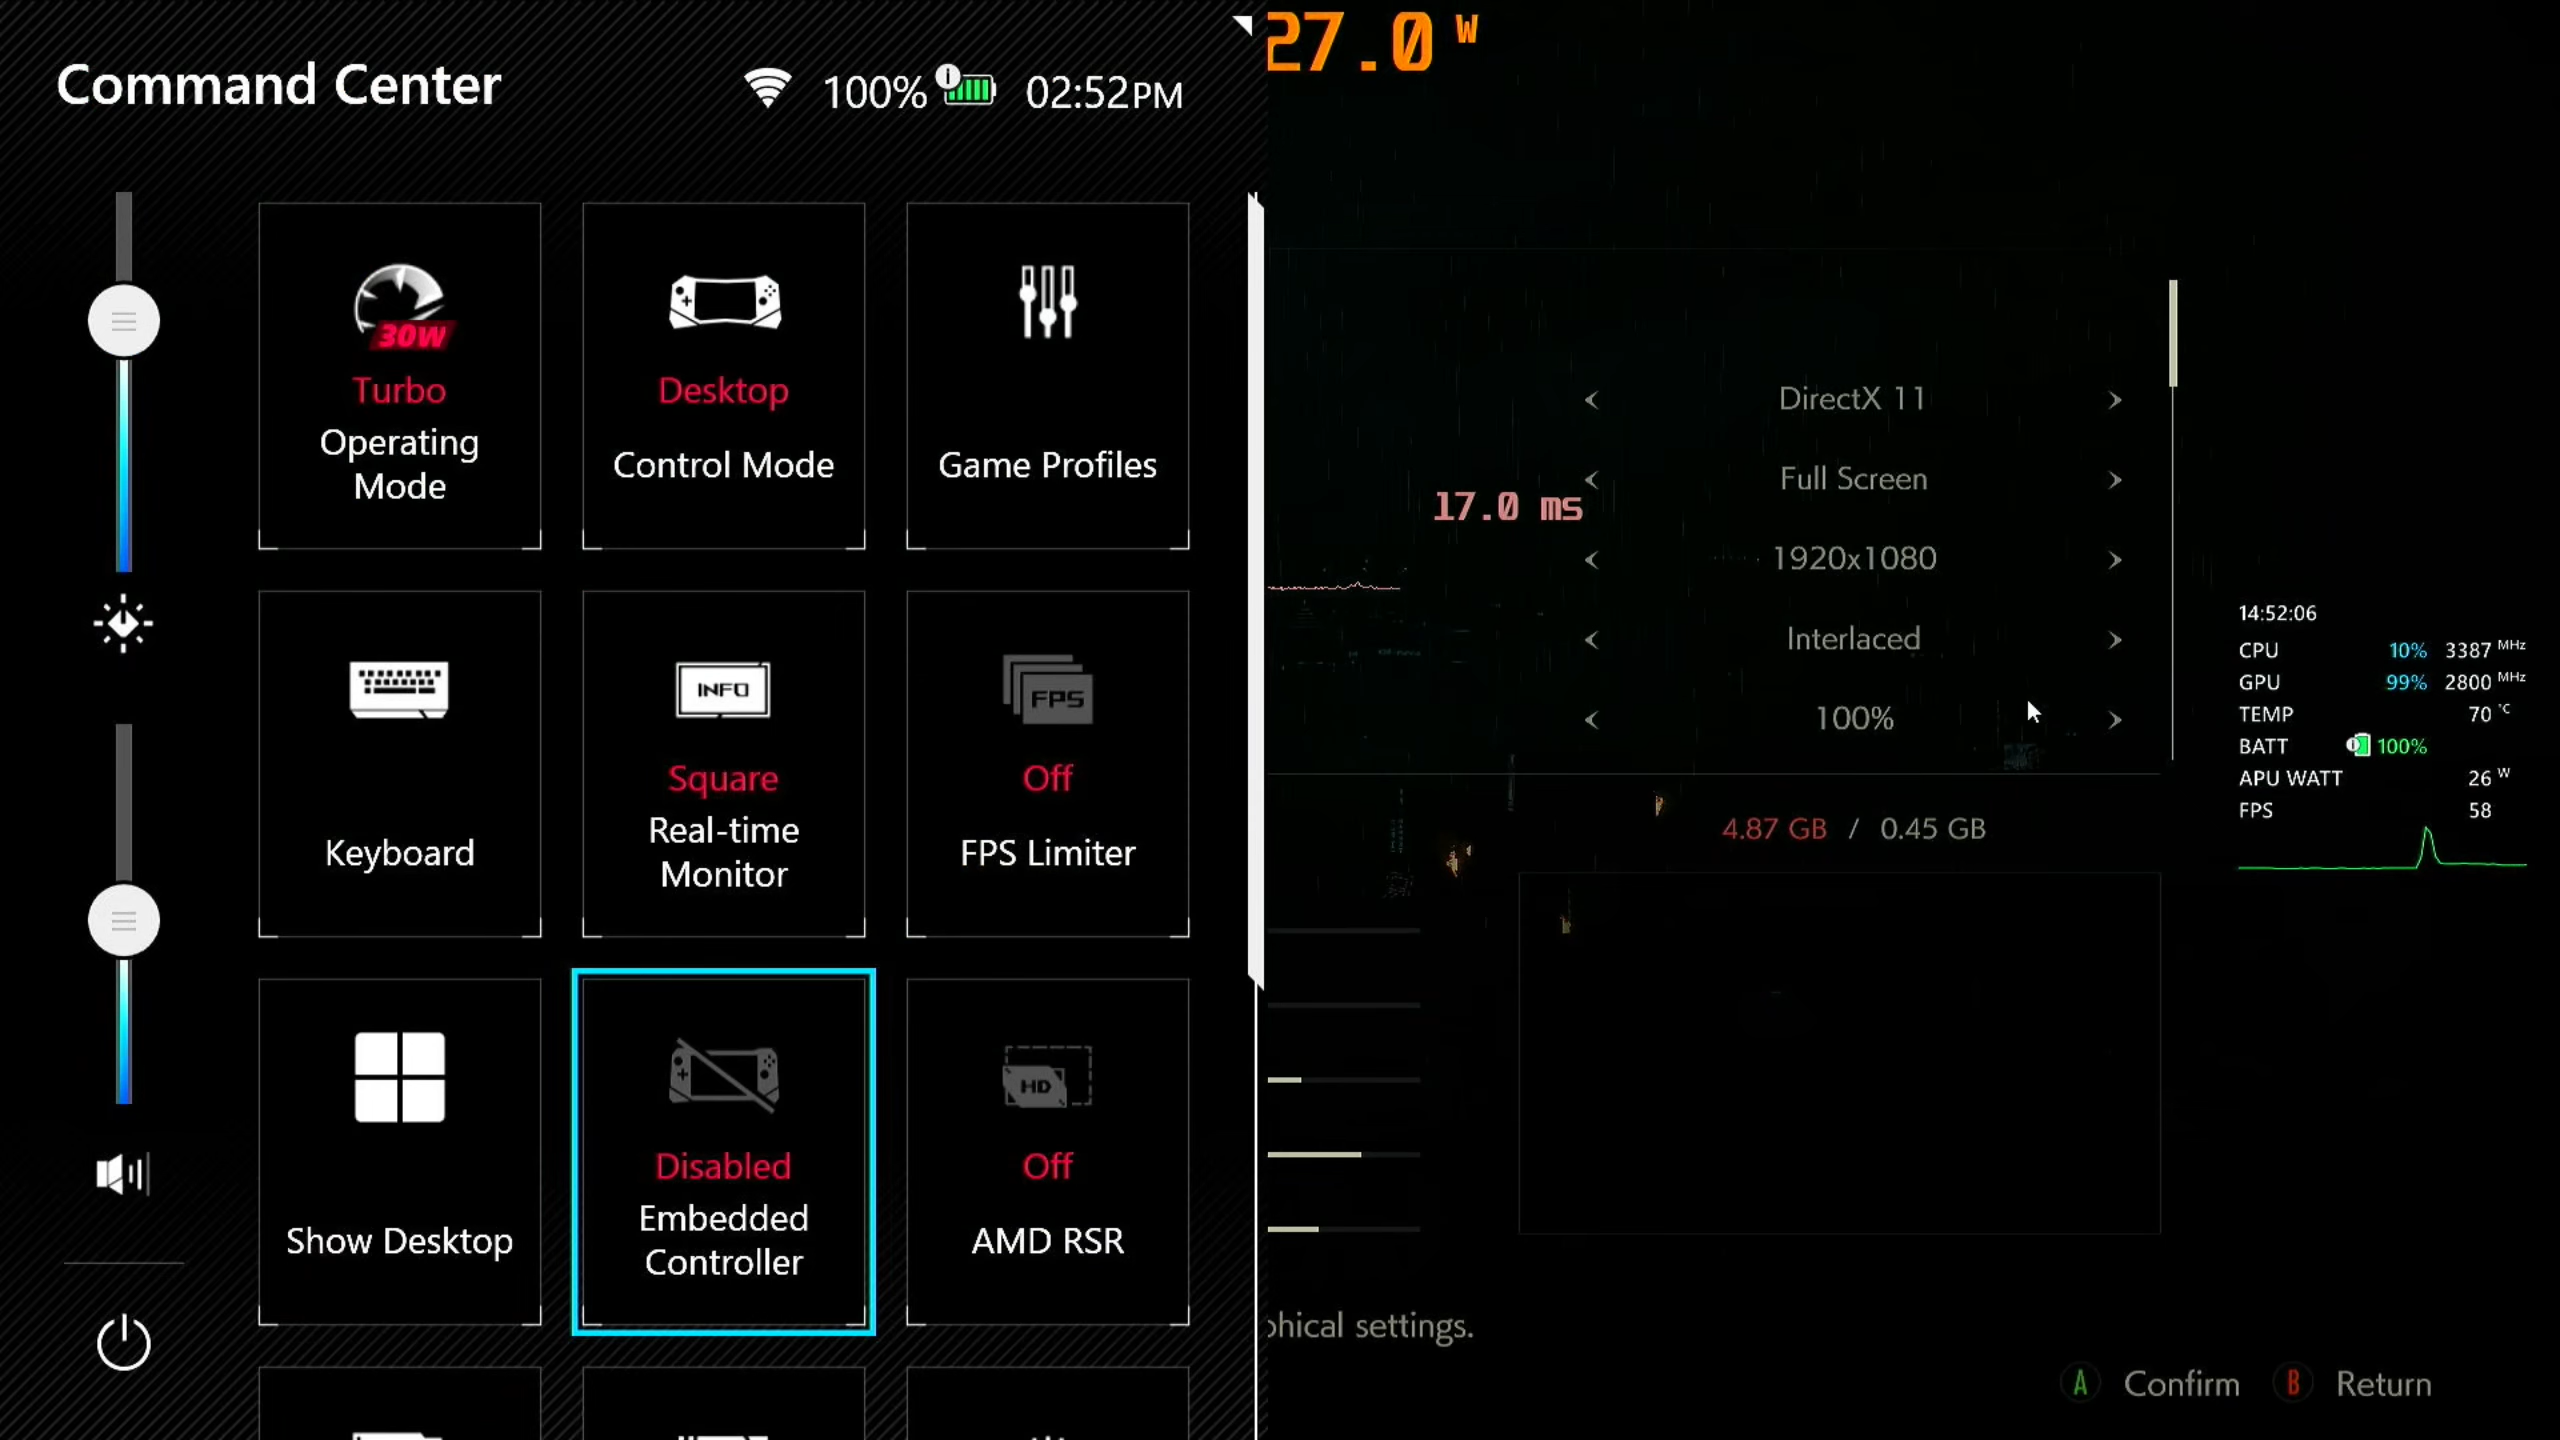 Command Center
100%
02:52PM
30W
Turbo
Operating
Mode
Desktop
Control Mode
Game Profiles
Keyboard
INFO
Square
Real-time
Monitor
FPS
Off
FPS Limiter
Show Desktop
Disabled
Embedded
Controller
HD
Off
AMD RSR
27.0 W
17.0 ms
DirectX 11
Full Screen
1920x1080
Interlaced
100%
4.87 GB / 0.45 GB
phical settings.
A Confirm B Return
14:52:06
CPU 10% 3387 MHz
GPU 99% 2800 MHz
TEMP 70 °C
BATT 100%
APU WATT 26 W
FPS 58